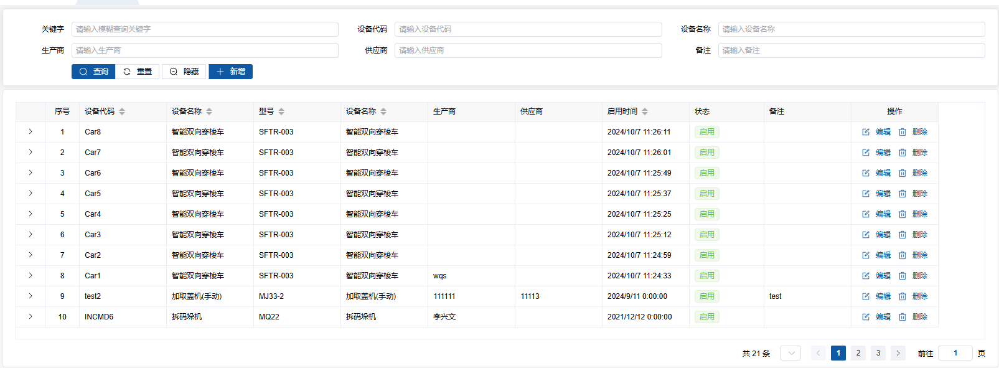 关键字 请输入模糊查询关键字 设备代码 请输入设备代码 设备名称 请输入设备名称
生产商 请输入生产商 供应商 请输入供应商 备注 请输入备注
查询 重置 隐藏 新增
序号 设备代码 设备名称 型号 设备名称 生产商 供应商 启用时间 状态 备注 操作
1 Car8 智能双向穿梭车 SFTR-003 智能双向穿梭车 2024/10/7 11:26:11 启用 编辑 删除
2 Car7 智能双向穿梭车 SFTR-003 智能双向穿梭车 2024/10/7 11:26:01 启用 编辑 删除
3 Car6 智能双向穿梭车 SFTR-003 智能双向穿梭车 2024/10/7 11:25:49 启用 编辑 删除
4 Car5 智能双向穿梭车 SFTR-003 智能双向穿梭车 2024/10/7 11:25:37 启用 编辑 删除
5 Car4 智能双向穿梭车 SFTR-003 智能双向穿梭车 2024/10/7 11:25:25 启用 编辑 删除
6 Car3 智能双向穿梭车 SFTR-003 智能双向穿梭车 2024/10/7 11:25:12 启用 编辑 删除
7 Car2 智能双向穿梭车 SFTR-003 智能双向穿梭车 2024/10/7 11:24:59 启用 编辑 删除
8 Car1 智能双向穿梭车 SFTR-003 智能双向穿梭车 wqs 2024/10/7 11:24:33 启用 编辑 删除
9 test2 加取盖机(手动) MJ33-2 加取盖机(手动) 111111 11113 2024/9/11 0:00:00 启用 test 编辑 删除
10 INCMD6 拆码垛机 MQ22 拆码垛机 李兴文 2021/12/12 0:00:00 启用 编辑 删除
共 21 条 1 2 3 前往 1 页